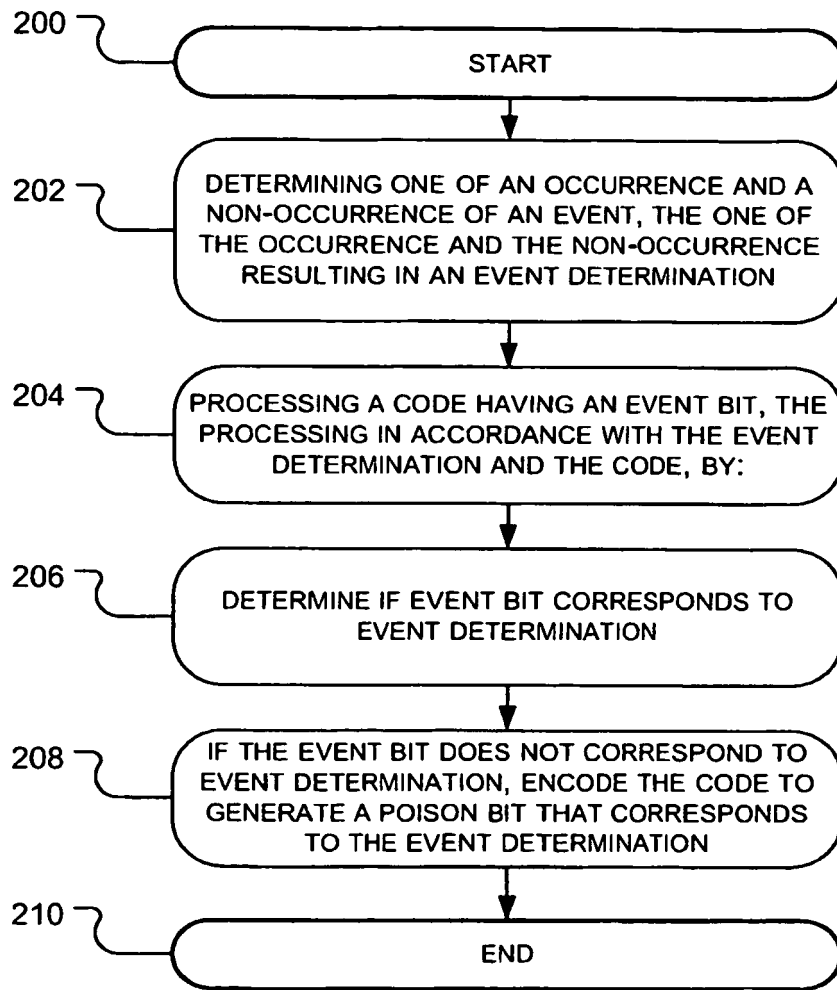 200
START
202
DETERMINING ONE OF AN OCCURRENCE AND A
NON-OCCURRENCE OF AN EVENT, THE ONE OF
THE OCCURRENCE AND THE NON-OCCURRENCE
RESULTING IN AN EVENT DETERMINATION
204
PROCESSING A CODE HAVING AN EVENT BIT, THE
PROCESSING IN ACCORDANCE WITH THE EVENT
DETERMINATION AND THE CODE, BY:
206
DETERMINE IF EVENT BIT CORRESPONDS TO
EVENT DETERMINATION
208
IF THE EVENT BIT DOES NOT CORRESPOND TO
EVENT DETERMINATION, ENCODE THE CODE TO
GENERATE A POISON BIT THAT CORRESPONDS
TO THE EVENT DETERMINATION
210
END